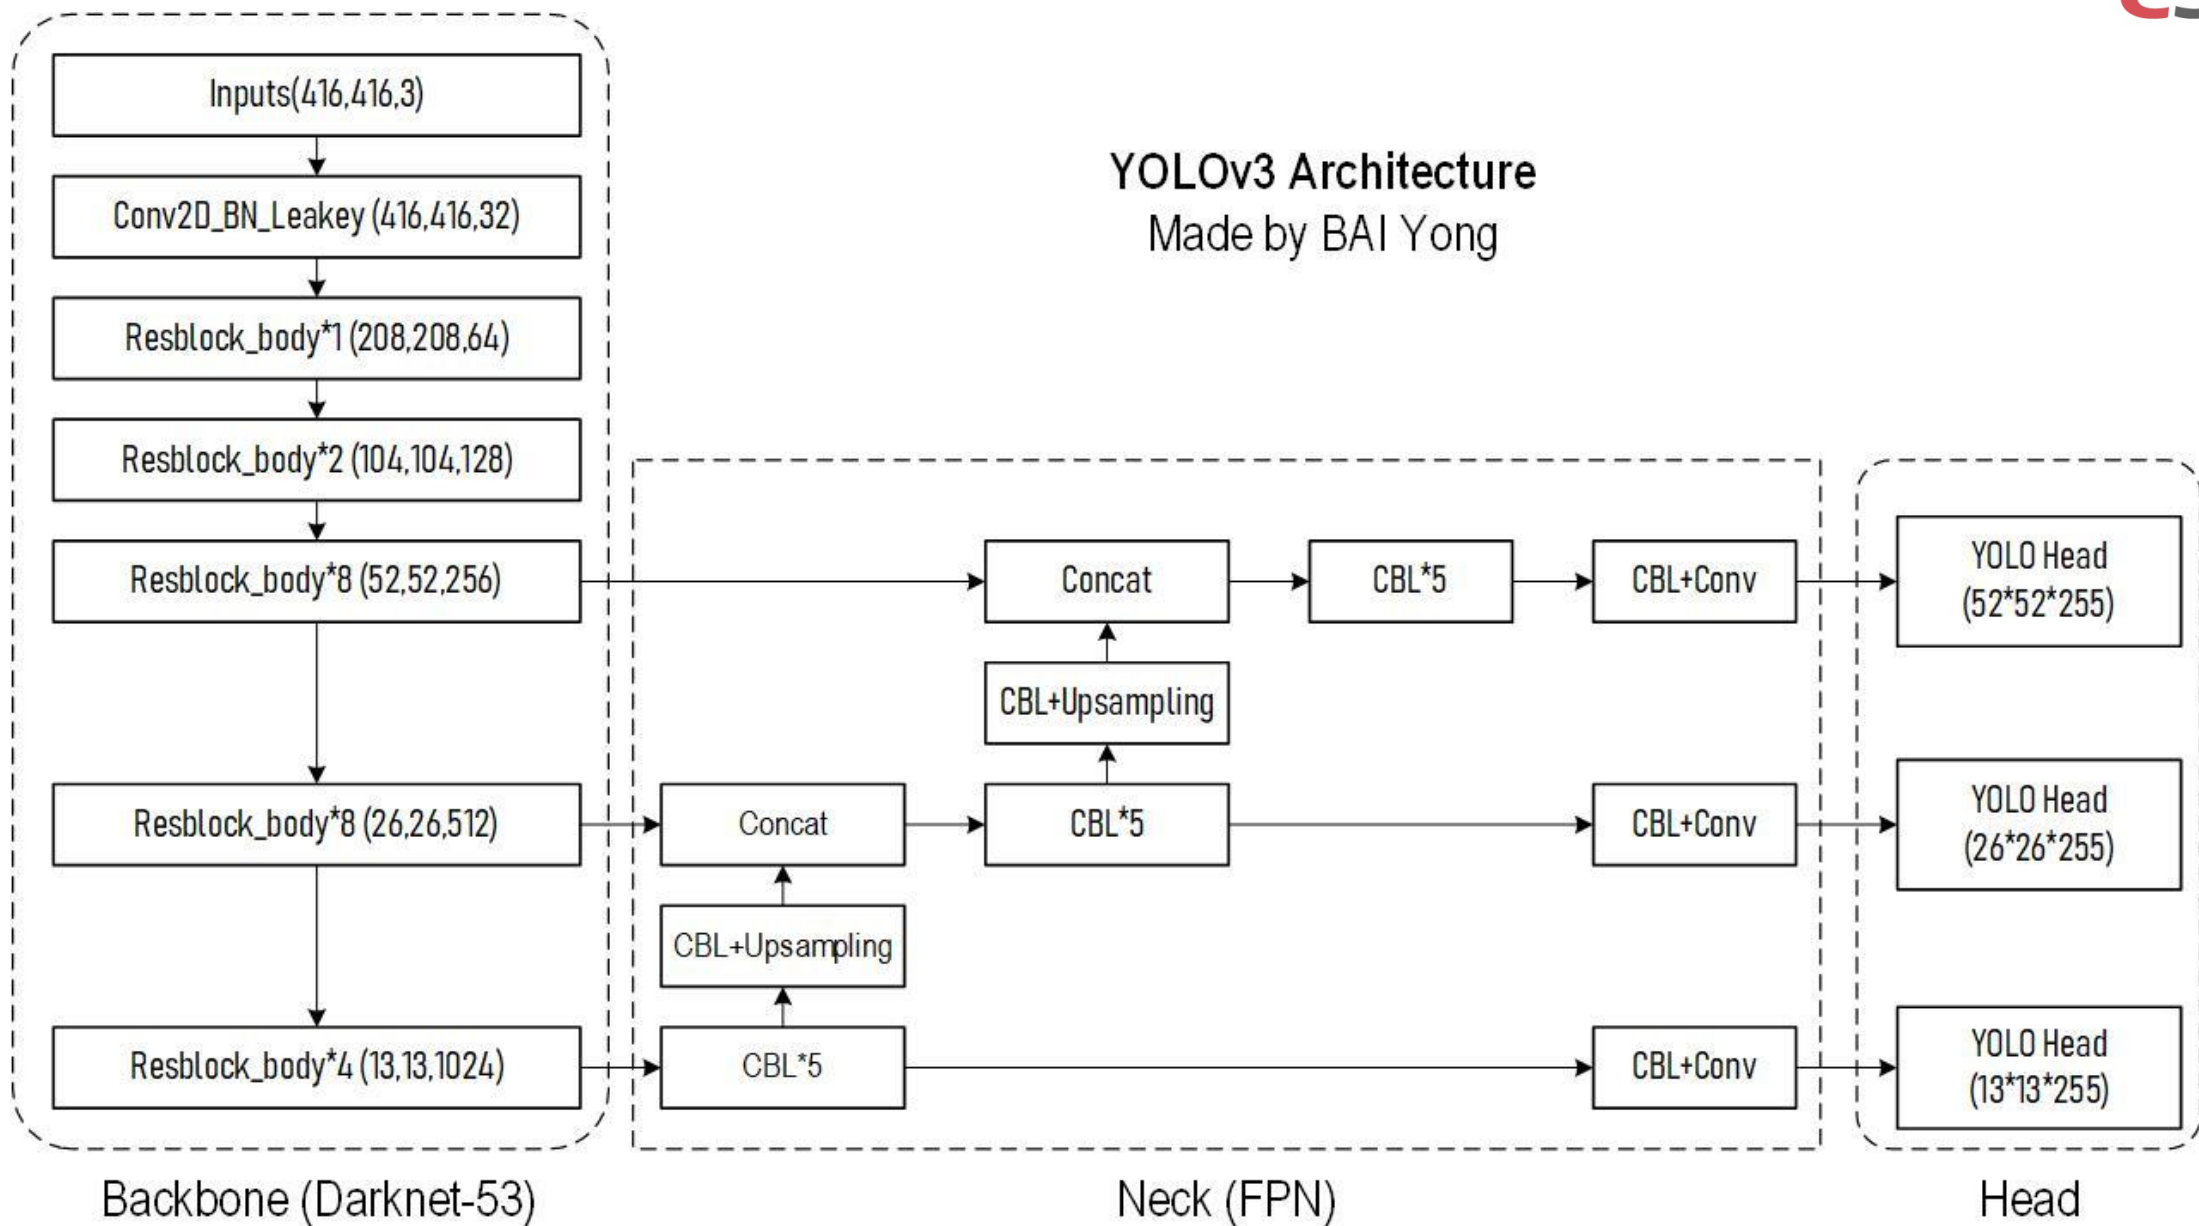 Inputs(416,416,3)
Conv2D_BN_Leakey (416,416,32)
Resblock_body*1 (208,208,64)
Resblock_body*2 (104,104,128)
Resblock_body*8 (52,52,256)
Resblock_body*8 (26,26,512)
Resblock_body*4 (13,13,1024)
Backbone (Darknet-53)
YOLOv3 Architecture
Made by BAI Yong
Concat
CBL*5
CBL+Conv
CBL+Upsampling
Concat
CBL*5
CBL+Conv
CBL+Upsampling
CBL*5
CBL+Conv
Neck (FPN)
YOLO Head
(52*52*255)
YOLO Head
(26*26*255)
YOLO Head
(13*13*255)
Head